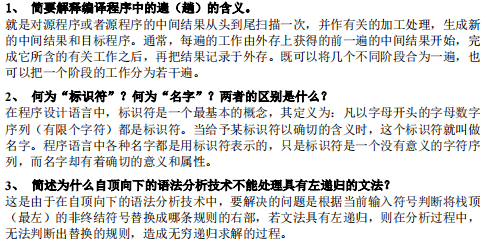 1、 简要解释编译程序中的遍（趟）的含义。
就是对源程序或者源程序的中间结果从头到尾扫描一次，并作有关的加工处理，生成新
的中间结果和目标程序。通常，每遍的工作由外存上获得的前一遍的中间结果开始，完
成它所含的有关工作之后，再把结果记录于外存。既可以将几个不同阶段合为一遍，也
可以把一个阶段的工作分为若干遍。
2、 何为“标识符”？何为“名字”？两者的区别是什么？
在程序设计语言中，标识符是一个最基本的概念，其定义为：凡以字母开头的字母数字
序列（有限个字符）都是标识符。当给予某标识符以确切的含义时，这个标识符就叫做
名字。程序语言中各种名字都是用标识符表示的，只是标识符是一个没有意义的字符序
列，而名字却有着确切的意义和属性。
3、 简述为什么自顶向下的语法分析技术不能处理具有左递归的文法？
这是由于在自顶向下的语法分析技术中，要解决的问题是根据当前输入符号判断将栈顶
（最左）的非终结符号替换成哪条规则的右部，若文法具有左递归，则在分析过程中，
无法判断出替换的规则，造成无穷递归求解的过程。